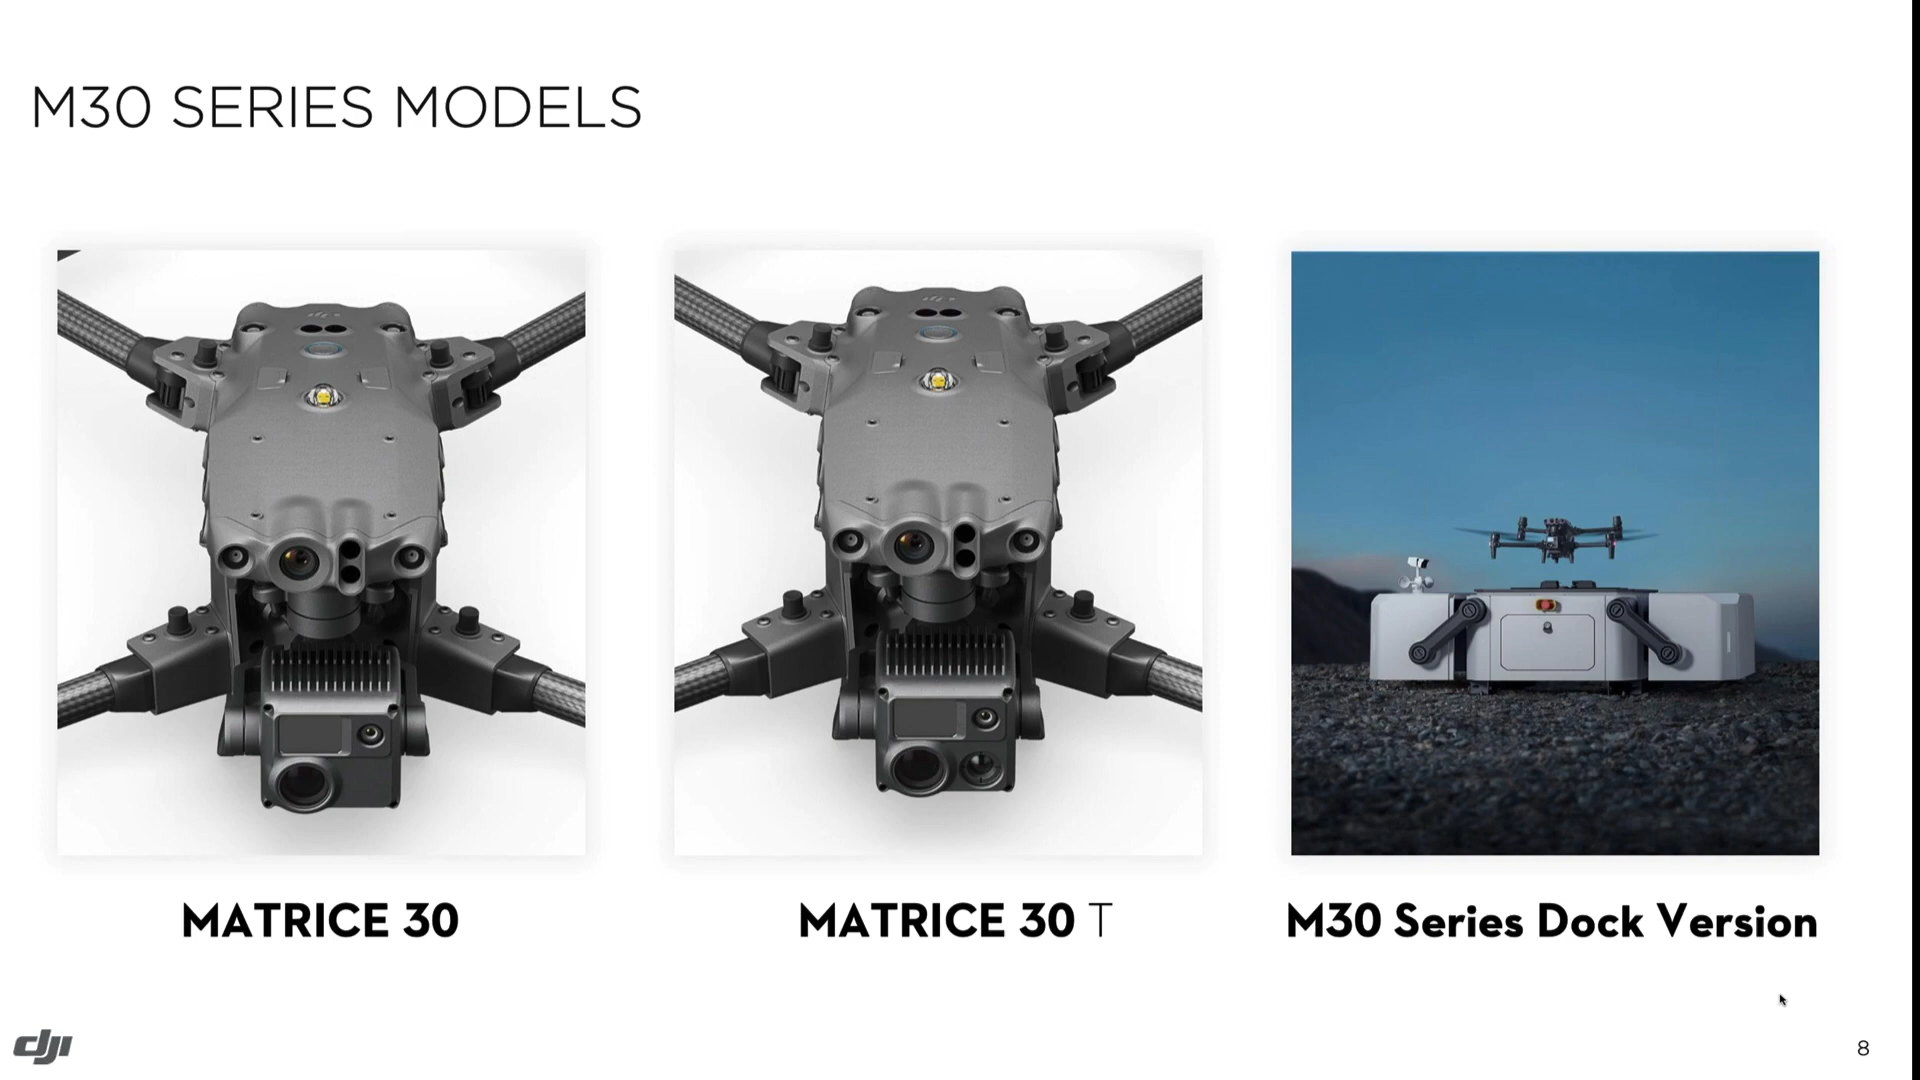 M30 SERIES MODELS
MATRICE 30
MATRICE 30 T
M30 Series Dock Version
dji
8